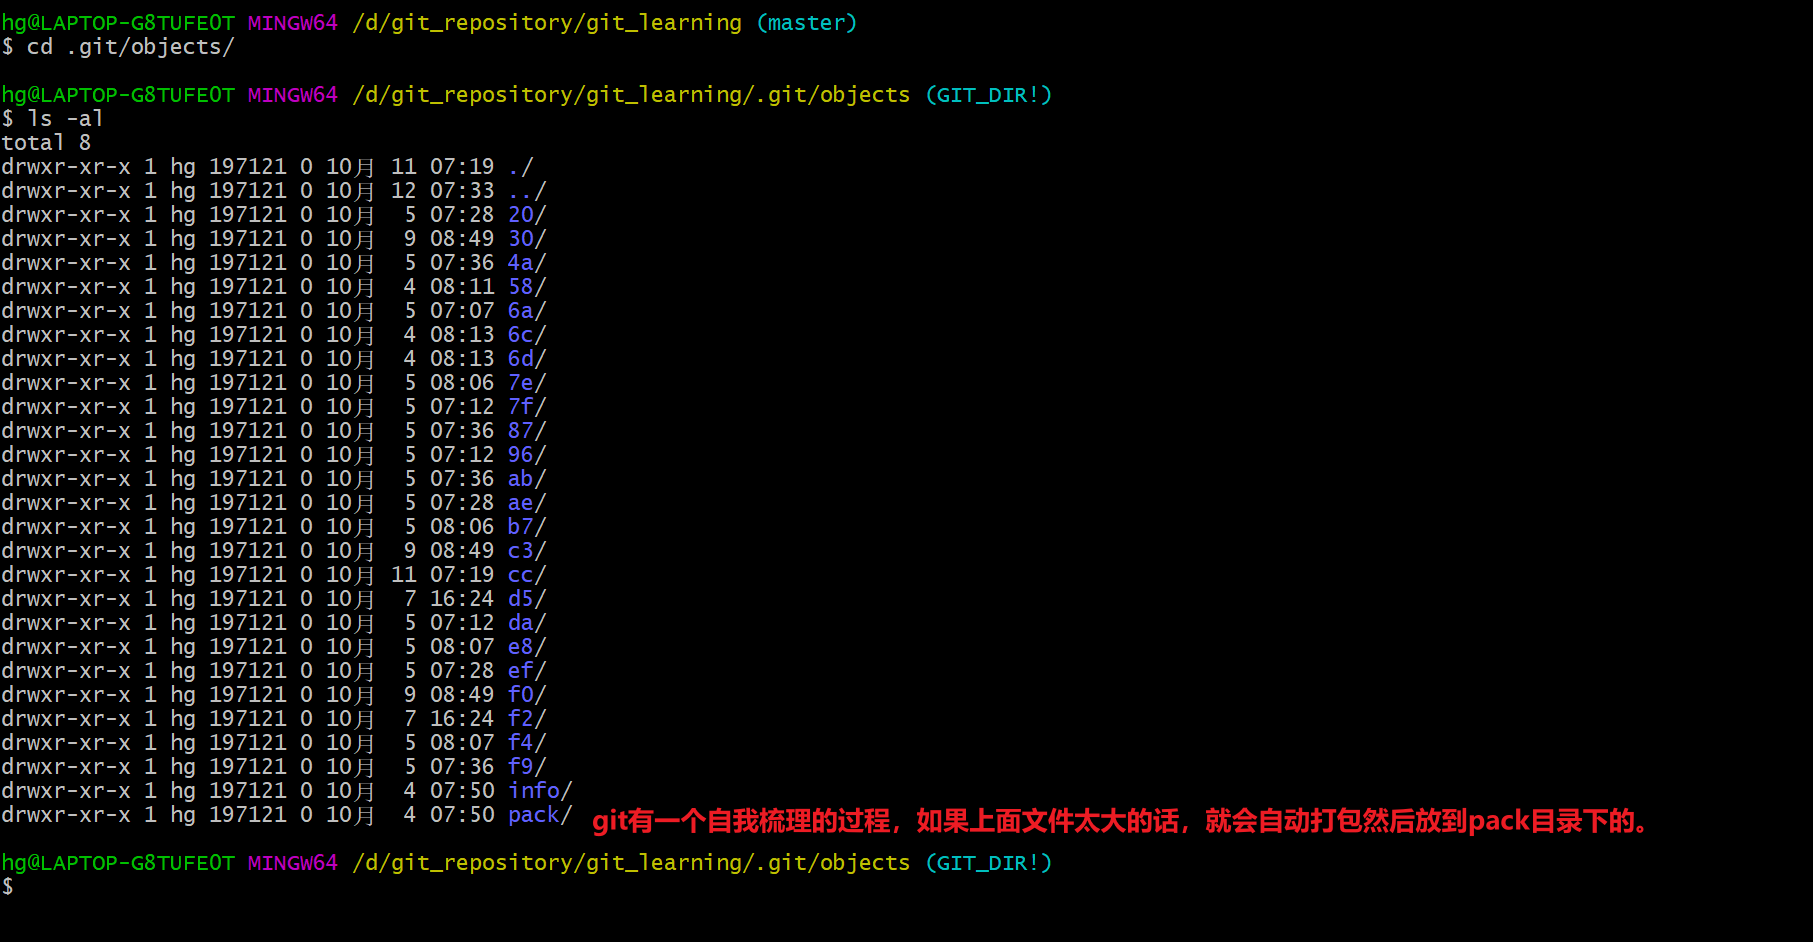 hg@LAPTOP-G8TUFE0T MINGW64 /d/git_repository/git_learning (master)
$ cd .git/objects/
hg@LAPTOP-G8TUFE0T MINGW64 /d/git_repository/git_learning/.git/objects (GIT_DIR!)
$ ls -al
total 8
drwxr-xr-x 1 hg 197121 0 10月 11 07:19 ./
drwxr-xr-x 1 hg 197121 0 10月 12 07:33 ../
drwxr-xr-x 1 hg 197121 0 10月  5 07:28 20/
drwxr-xr-x 1 hg 197121 0 10月  9 08:49 30/
drwxr-xr-x 1 hg 197121 0 10月  5 07:36 4a/
drwxr-xr-x 1 hg 197121 0 10月  4 08:11 58/
drwxr-xr-x 1 hg 197121 0 10月  5 07:07 6a/
drwxr-xr-x 1 hg 197121 0 10月  4 08:13 6c/
drwxr-xr-x 1 hg 197121 0 10月  4 08:13 6d/
drwxr-xr-x 1 hg 197121 0 10月  5 08:06 7e/
drwxr-xr-x 1 hg 197121 0 10月  5 07:12 7f/
drwxr-xr-x 1 hg 197121 0 10月  5 07:36 87/
drwxr-xr-x 1 hg 197121 0 10月  5 07:12 96/
drwxr-xr-x 1 hg 197121 0 10月  5 07:36 ab/
drwxr-xr-x 1 hg 197121 0 10月  5 07:28 ae/
drwxr-xr-x 1 hg 197121 0 10月  5 08:06 b7/
drwxr-xr-x 1 hg 197121 0 10月  9 08:49 c3/
drwxr-xr-x 1 hg 197121 0 10月 11 07:19 cc/
drwxr-xr-x 1 hg 197121 0 10月  7 16:24 d5/
drwxr-xr-x 1 hg 197121 0 10月  5 07:12 da/
drwxr-xr-x 1 hg 197121 0 10月  5 08:07 e8/
drwxr-xr-x 1 hg 197121 0 10月  5 07:28 ef/
drwxr-xr-x 1 hg 197121 0 10月  9 08:49 f0/
drwxr-xr-x 1 hg 197121 0 10月  7 16:24 f2/
drwxr-xr-x 1 hg 197121 0 10月  5 08:07 f4/
drwxr-xr-x 1 hg 197121 0 10月  5 07:36 f9/
drwxr-xr-x 1 hg 197121 0 10月  4 07:50 info/
drwxr-xr-x 1 hg 197121 0 10月  4 07:50 pack/
git有一个自我梳理的过程，如果上面文件太大的话，就会自动打包然后放到pack目录下的。
hg@LAPTOP-G8TUFE0T MINGW64 /d/git_repository/git_learning/.git/objects (GIT_DIR!)
$